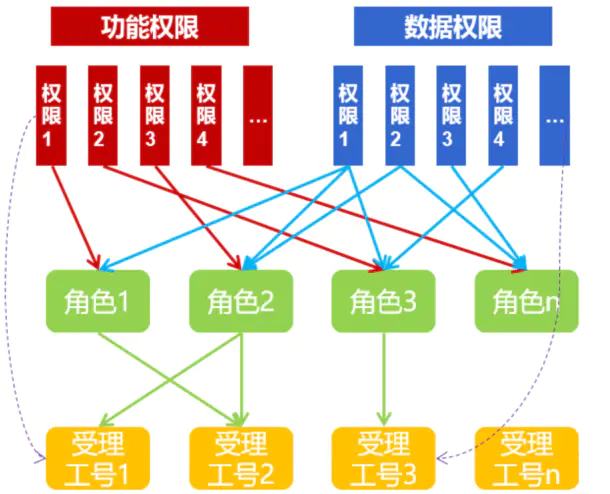 功能权限
数据权限
权限1
权限2
权限3
权限4
...
权限1
权限2
权限3
权限4
...
角色1
角色2
角色3
角色n
受理
工号1
受理
工号2
受理
工号3
受理
工号n